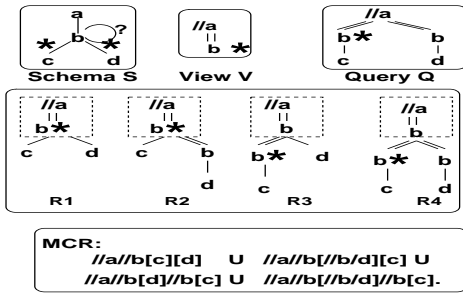 a
?
* b *
c d
Schema S
//a
b *
View V
//a
b * b
c d
Query Q
//a //a //a //a
b * b * b b
c d c b b * d b * b
d c c d
R1 R2 R3 R4
MCR:
//a//b[c][d] U //a//b[//b/d][c] U
//a//b[d]//b[c] U //a//b[//b/d]//b[c].